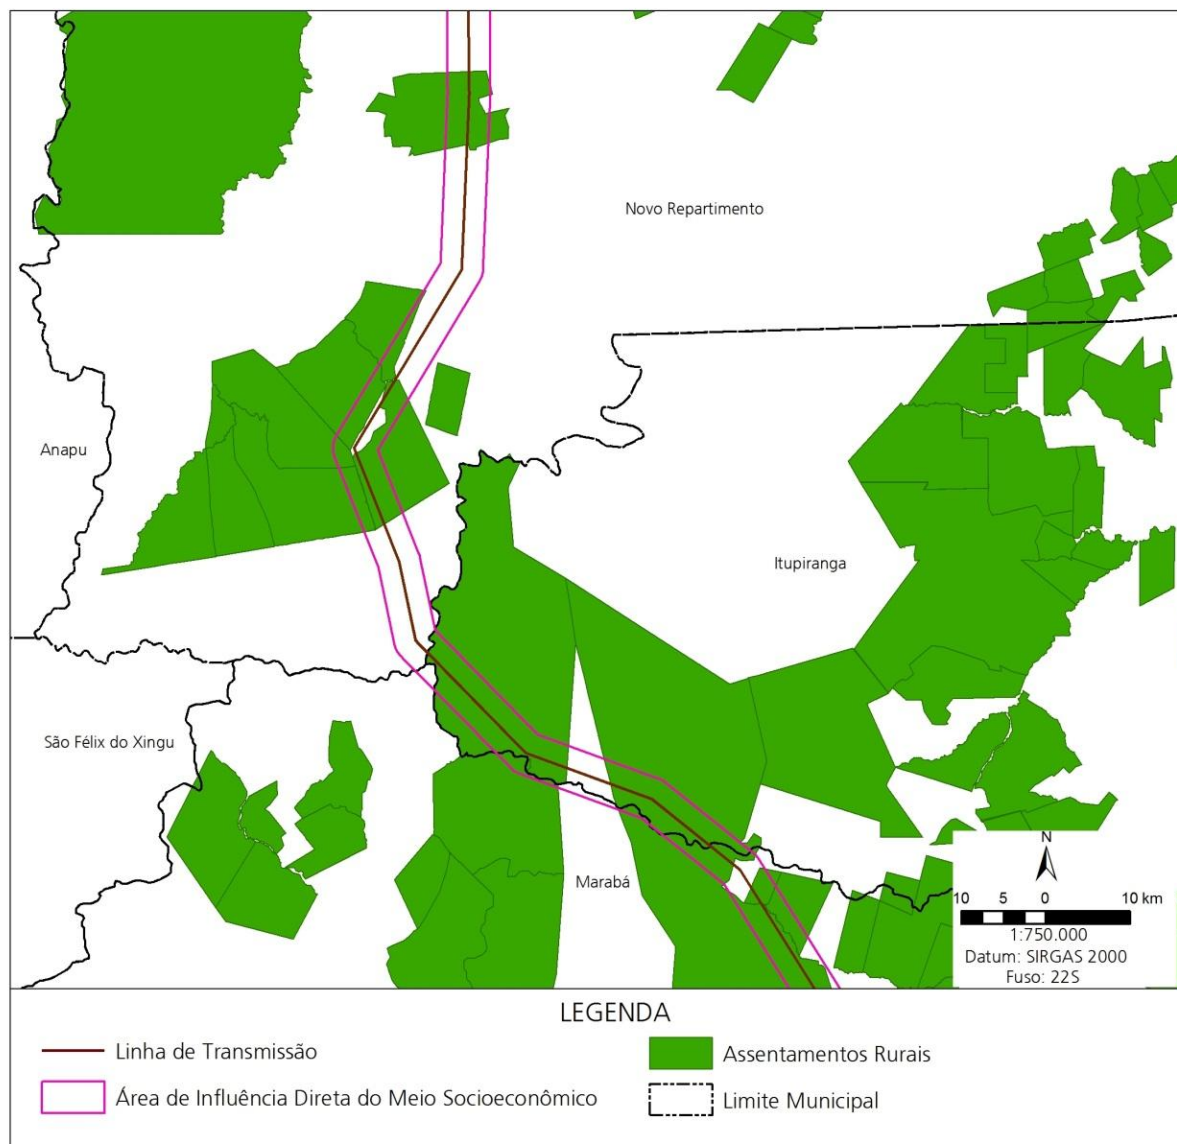 Novo Repartimento
Anapu
Itupiranga
São Félix do Xingu
Marabá
N
10 5 0 10 km
1:750.000
Datum: SIRGAS 2000
Fuso: 22S
LEGENDA
Linha de Transmissão
Assentamentos Rurais
Área de Influência Direta do Meio Socioeconômico
Limite Municipal